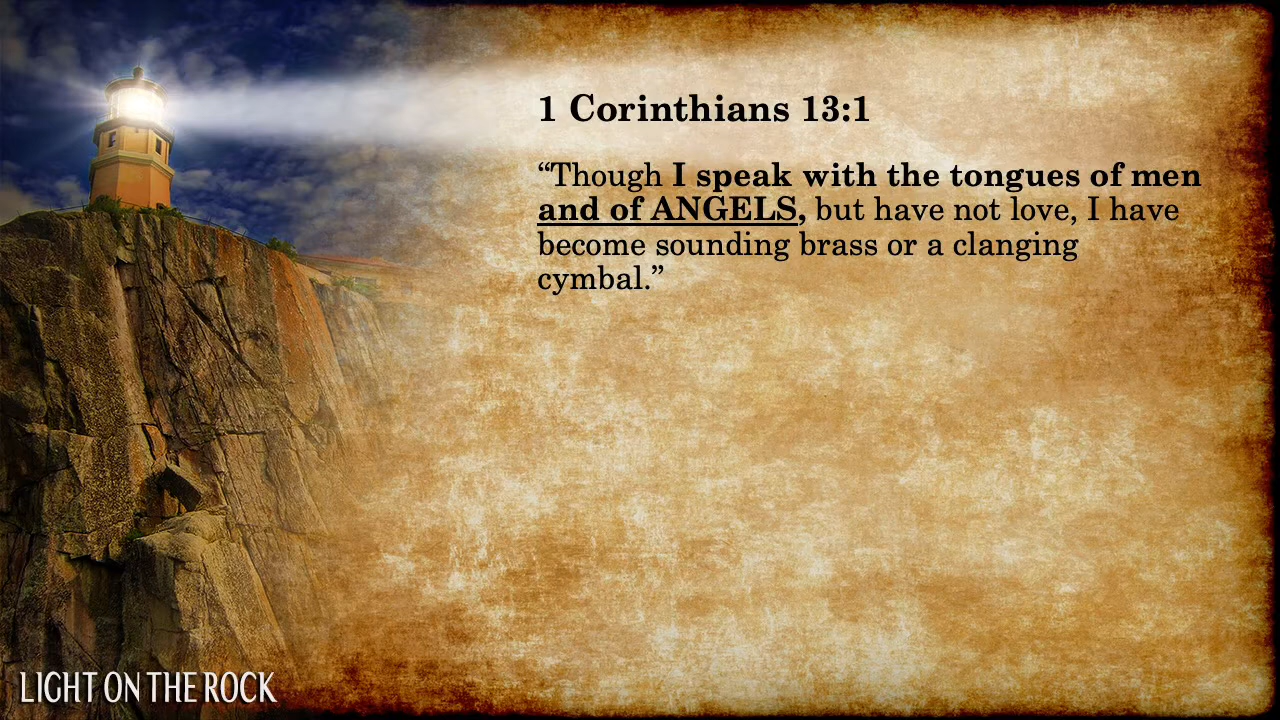 1 Corinthians 13:1
“Though I speak with the tongues of men
and of ANGELS, but have not love, I have
become sounding brass or a clanging
cymbal.”
LIGHT ON THE ROCK